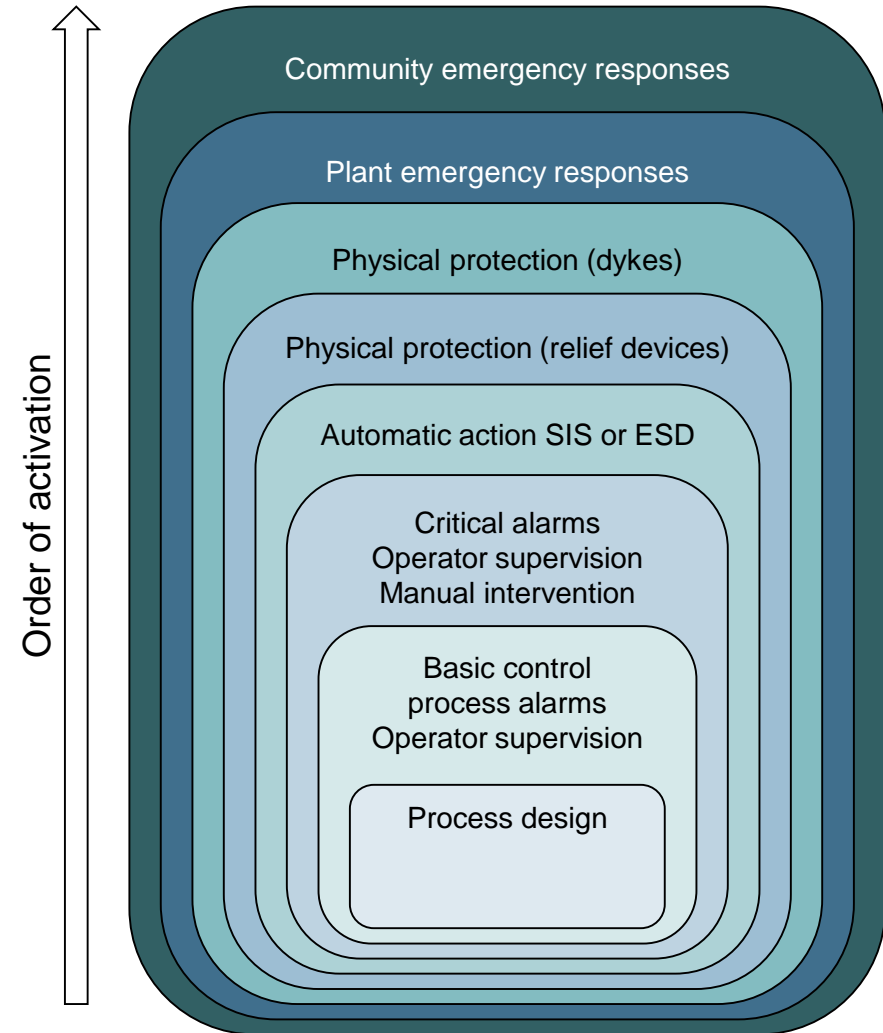 Order of activation
Community emergency responses
Plant emergency responses
Physical protection (dykes)
Physical protection (relief devices)
Automatic action SIS or ESD
Critical alarms
Operator supervision
Manual intervention
Basic control
process alarms
Operator supervision
Process design